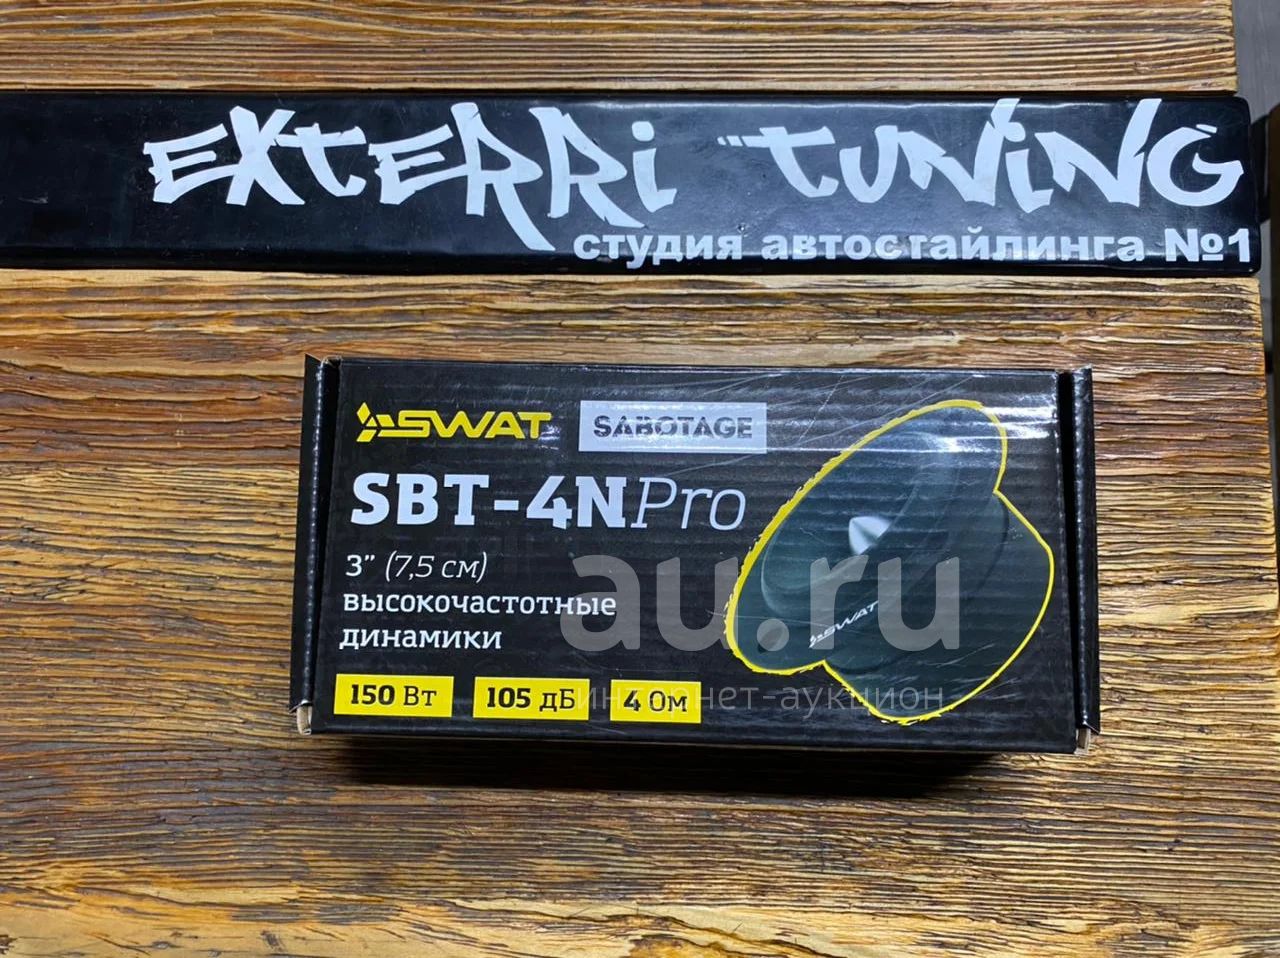 EXTERRI TUNING
студия автостайлинга №1
SWAT SABOTAGE
SBT-4NPro
3" (7,5 см)
высокочастотные
динамики
SWAT
150 Вт 105 дБ 4 Ом
au.ru
интернет-аукцион